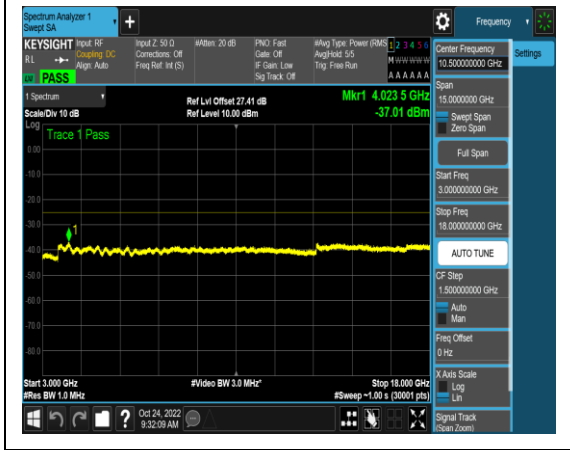 Spectrum Analyzer 1
Swept SA
+
Frequency
KEYSIGHT
RL
PASS
Input: RF
Coupling: DC
Align: Auto
Input Z: 50 Ω
Corrections: Off
Freq Ref: Int (S)
#Atten: 20 dB
PNO: Fast
Gate: Off
IF Gain: Low
Sig Track: Off
#Avg Type: Power (RMS
Avg|Hold: 5/5
Trig: Free Run
1 2 3 4 5 6
M W W W W W
A A A A A A
1 Spectrum
Scale/Div 10 dB
Ref Lvl Offset 27.41 dB
Ref Level 10.00 dBm
Mkr1 4.023 5 GHz
-37.01 dBm
Log
Trace 1 Pass
0.00
-10.0
-20.0
-30.0
-40.0
-50.0
-60.0
-70.0
-80.0
1
Start 3.000 GHz
#Res BW 1.0 MHz
#Video BW 3.0 MHz*
Stop 18.000 GHz
#Sweep ~1.00 s (30001 pts)
Oct 24, 2022
9:32:09 AM
?
Center Frequency
10.500000000 GHz
Span
15.0000000 GHz
Swept Span
Zero Span
Full Span
Start Freq
3.000000000 GHz
Stop Freq
18.000000000 GHz
AUTO TUNE
CF Step
1.500000000 GHz
Auto
Man
Freq Offset
0 Hz
X Axis Scale
Log
Lin
Signal Track
(Span Zoom)
Settings